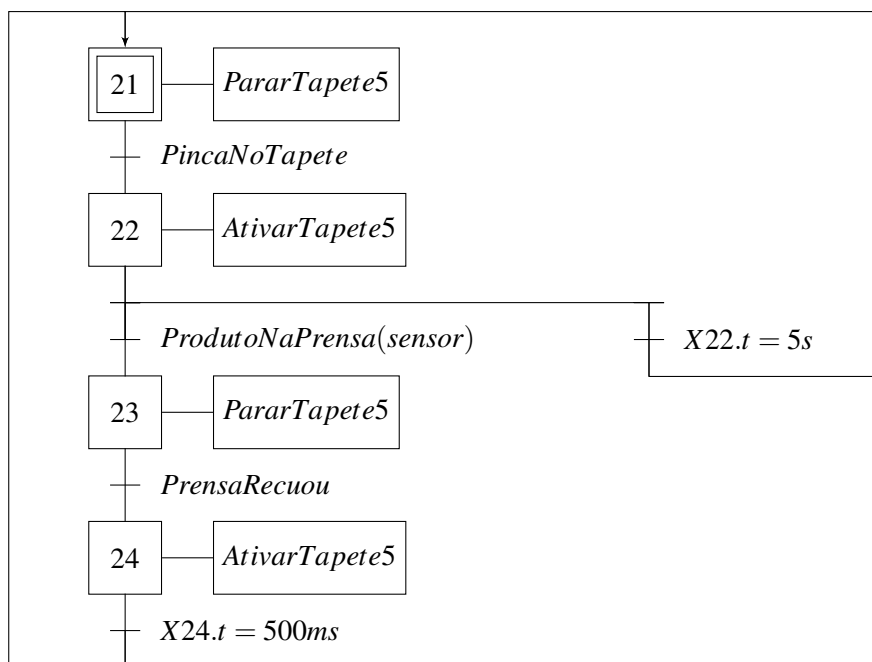 21 PararTapete5
PincaNoTapete
22 AtivarTapete5
ProdutoNaPrensa(sensor) X22.t = 5s
23 PararTapete5
PrensaRecuou
24 AtivarTapete5
X24.t = 500ms